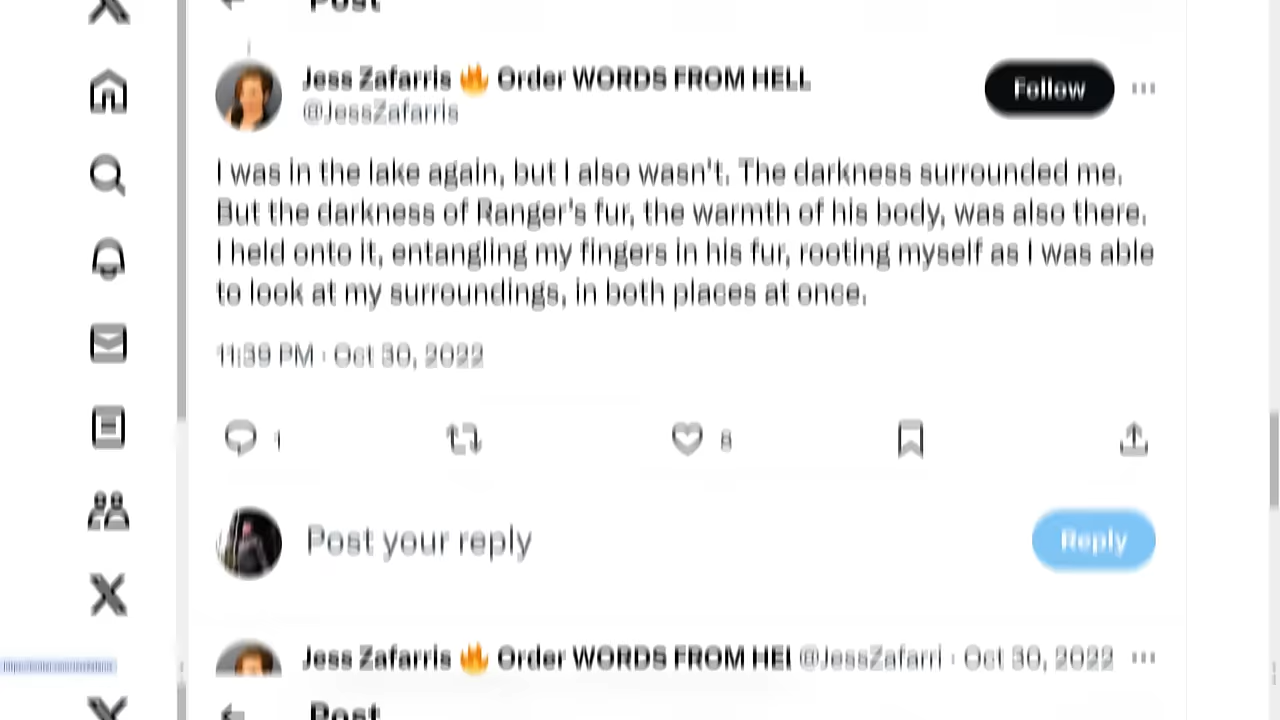 Post
Jess Zafarris 🔥 Order WORDS FROM HELL
@JessZafarris
Follow
I was in the lake again, but I also wasn't. The darkness surrounded me.
But the darkness of Ranger's fur, the warmth of his body, was also there.
I held onto it, entangling my fingers in his fur, rooting myself as I was able
to look at my surroundings, in both places at once.
11:39 PM · Oct 30, 2022
1
8
Post your reply
Reply
Jess Zafarris 🔥 Order WORDS FROM HEL @JessZafarri · Oct 30, 2022
Post